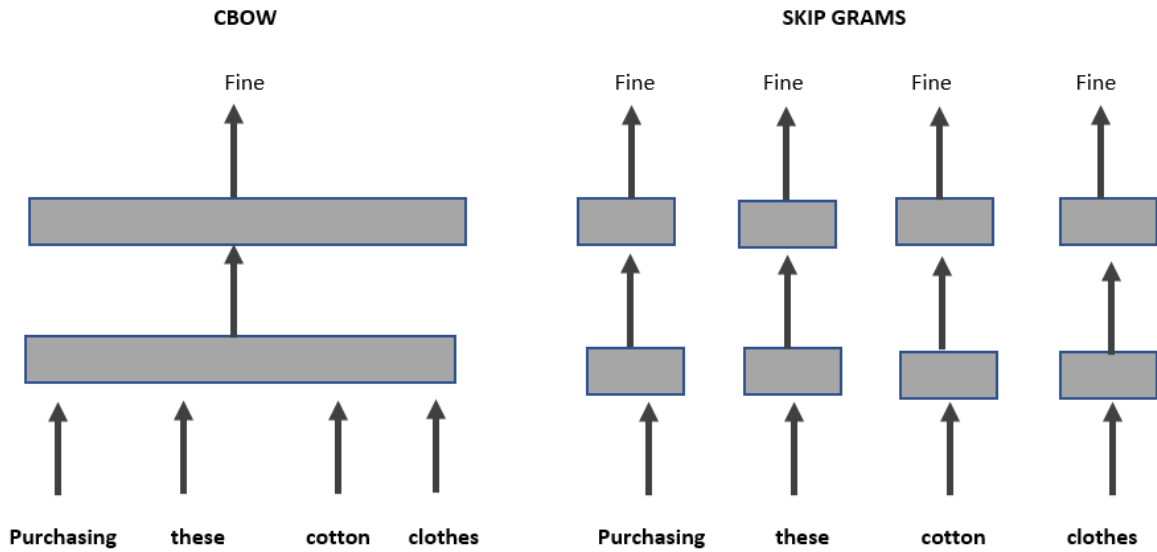 CBOW
SKIP GRAMS
Fine
Fine Fine Fine Fine
Purchasing these cotton clothes
Purchasing these cotton clothes